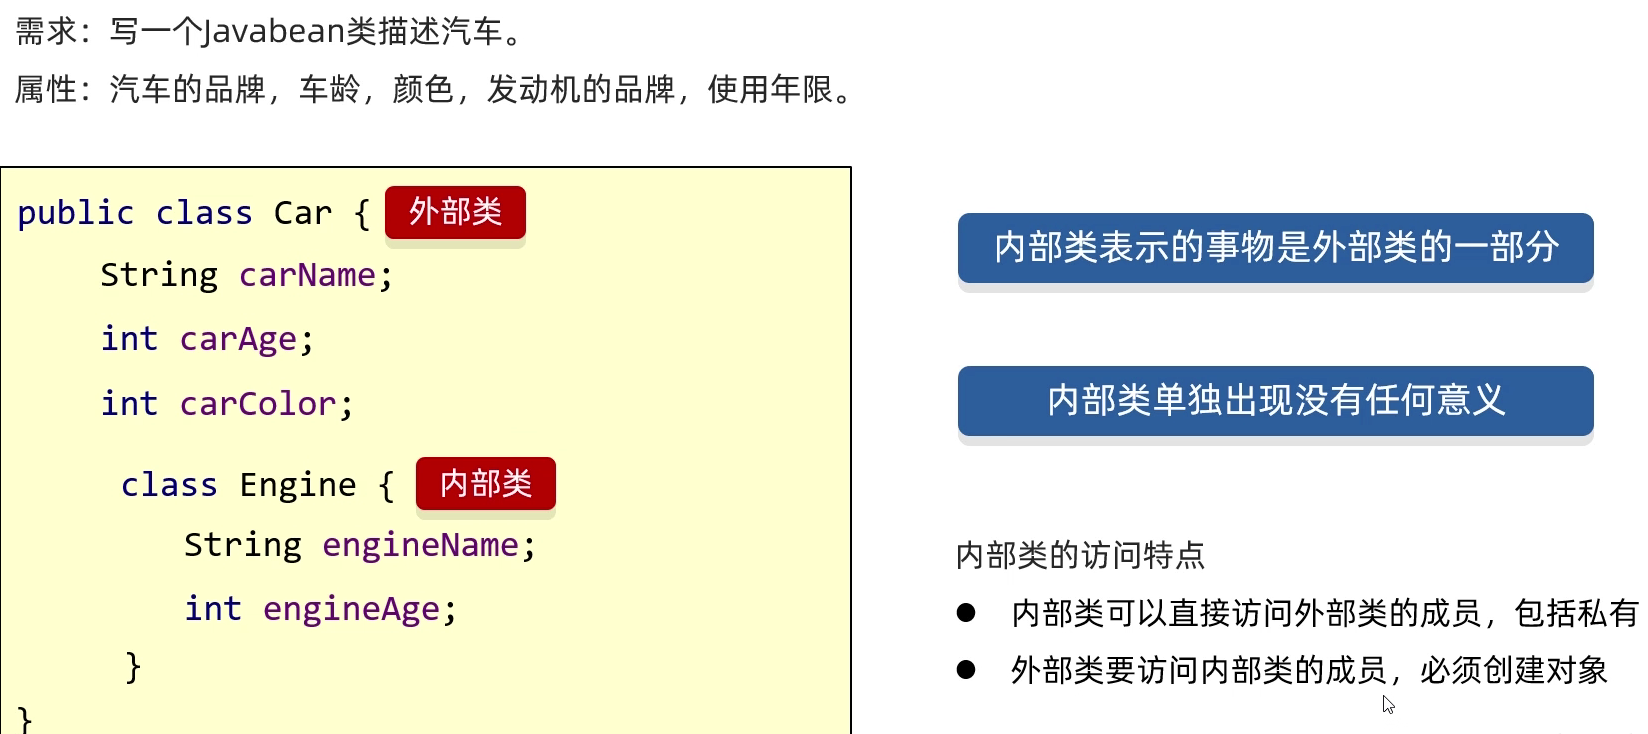 需求：写一个Javabean类描述汽车。
属性：汽车的品牌，车龄，颜色，发动机的品牌，使用年限。
public class Car { 外部类
String carName;
int carAge;
int carColor;
class Engine { 内部类
String engineName;
int engineAge;
}
}
内部类表示的事物是外部类的一部分
内部类单独出现没有任何意义
内部类的访问特点
● 内部类可以直接访问外部类的成员，包括私有
● 外部类要访问内部类的成员，必须创建对象